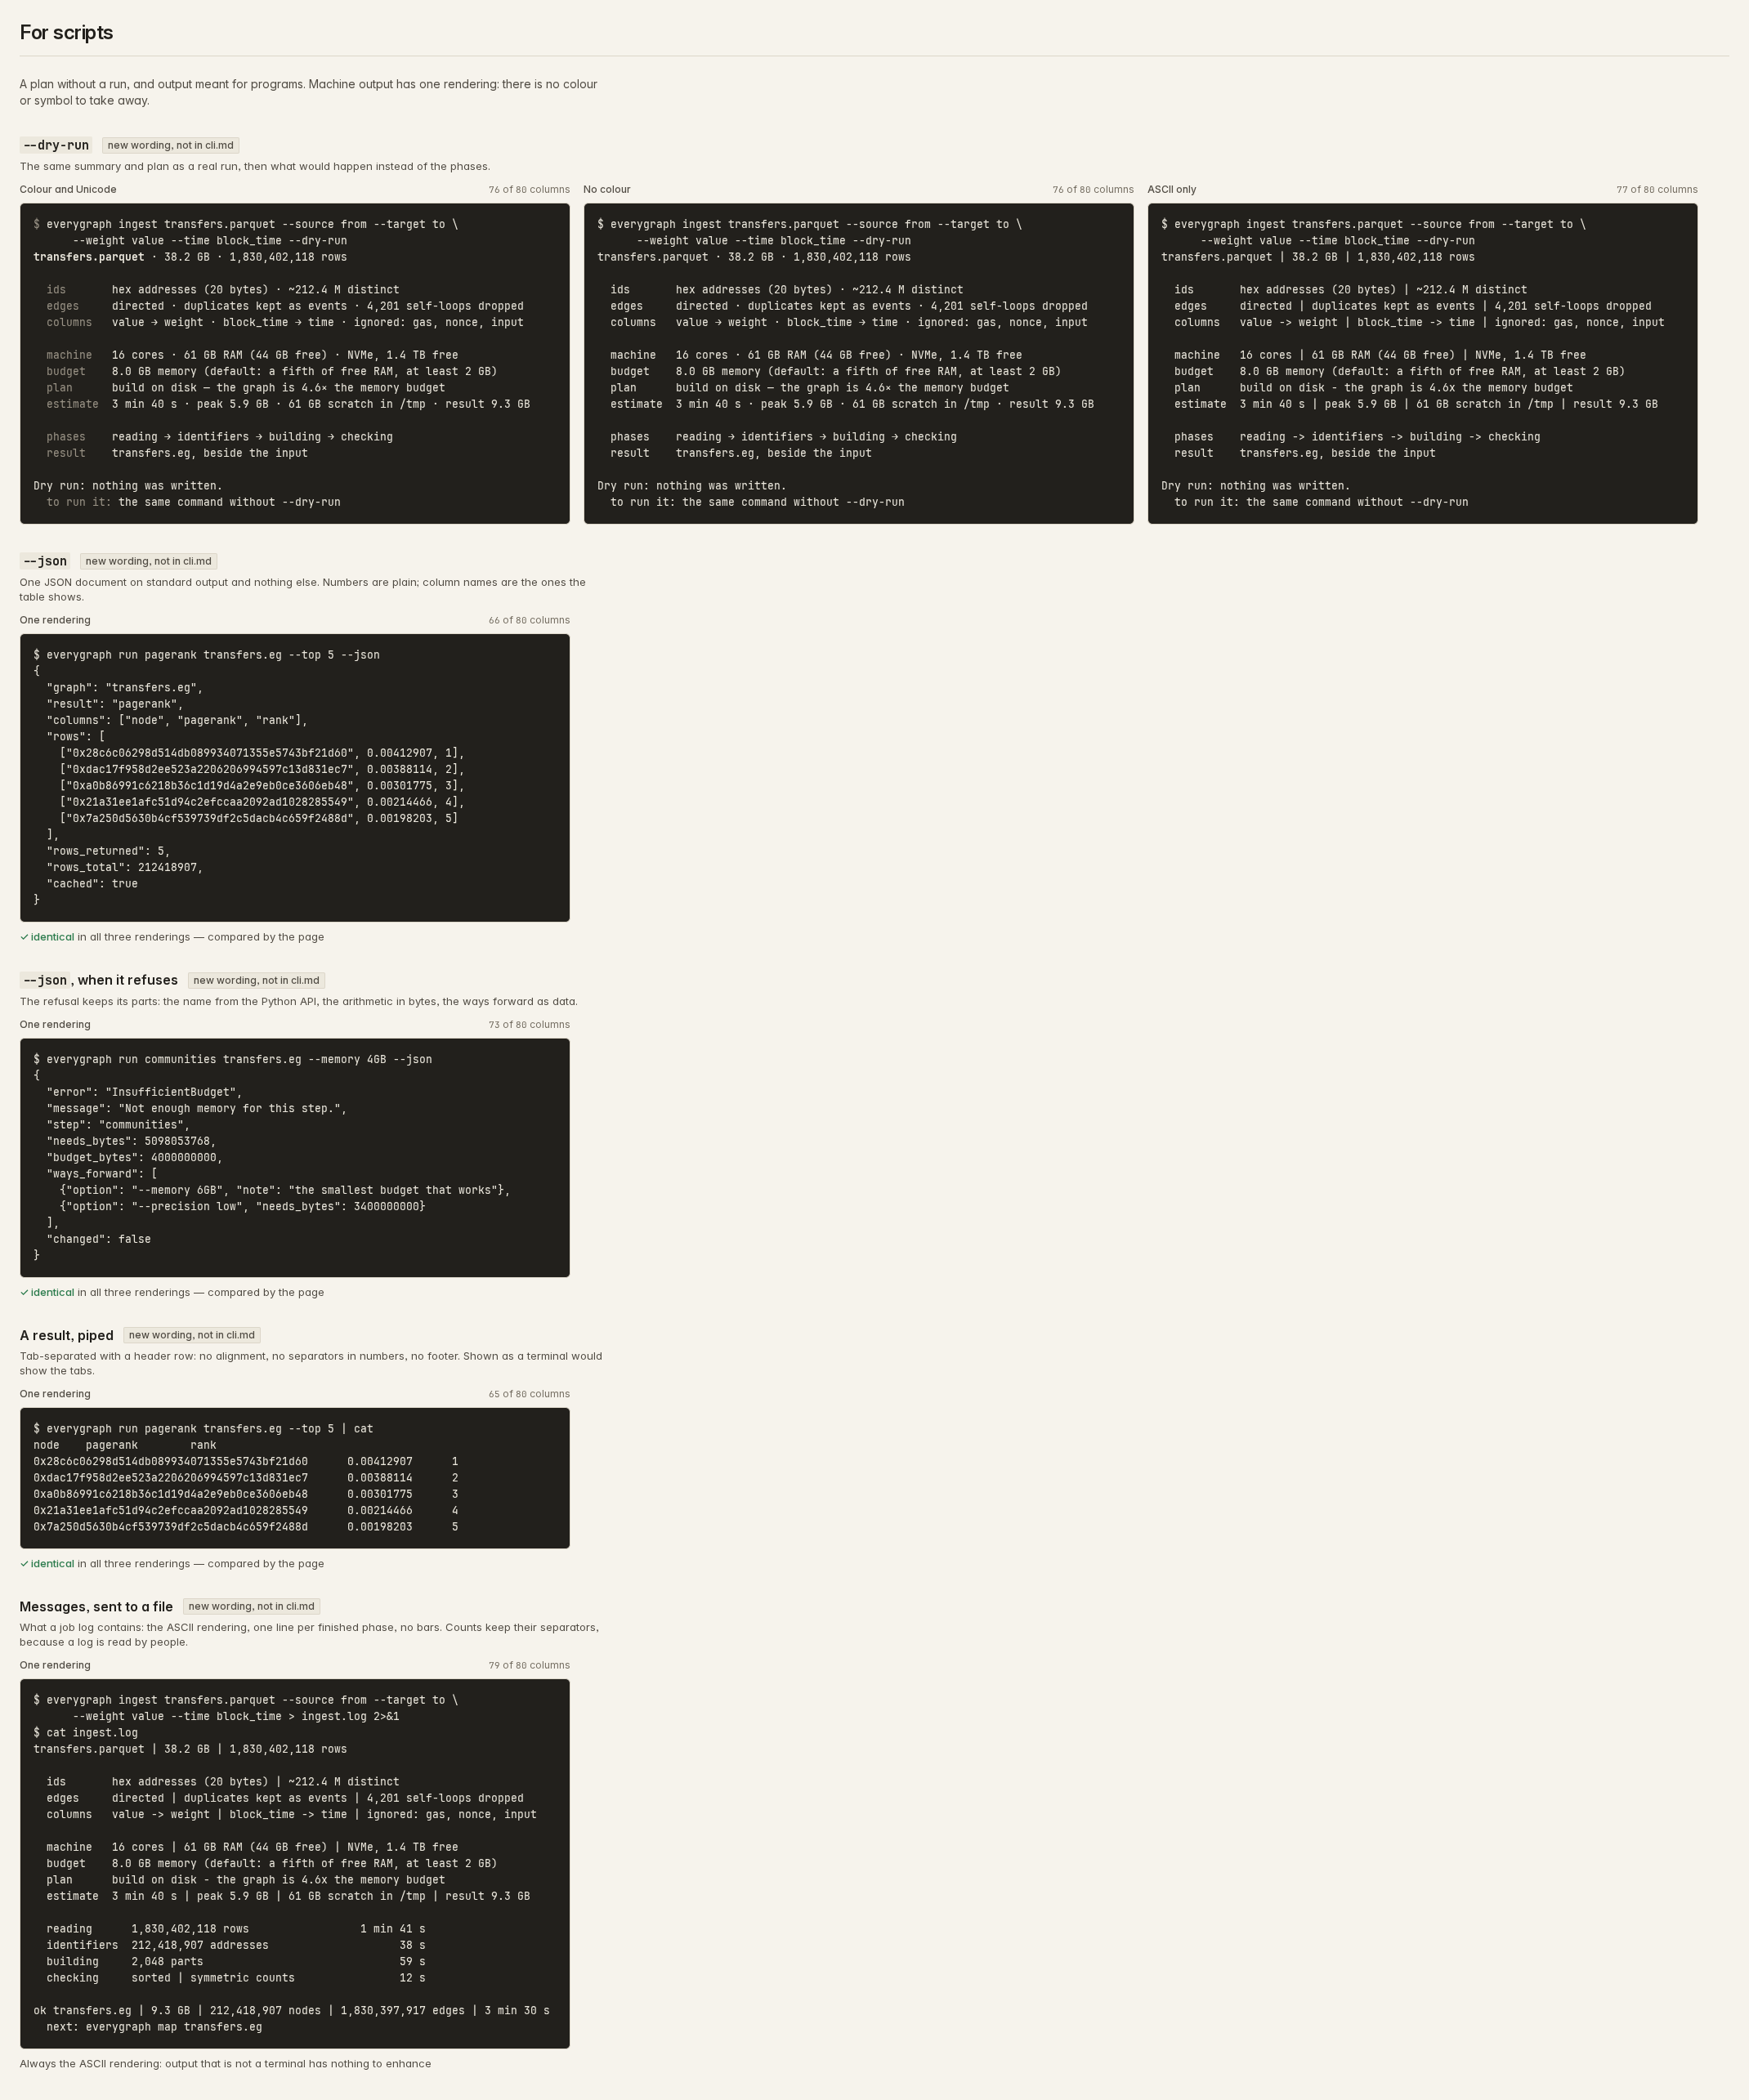 For scripts
A plan without a run, and output meant for programs. Machine output has one rendering: there is no colour
or symbol to take away.
--dry-run new wording, not in cli.md
The same summary and plan as a real run, then what would happen instead of the phases.
Colour and Unicode 76 of 80 columns
$ everygraph ingest transfers.parquet --source from --target to \
--weight value --time block_time --dry-run
transfers.parquet · 38.2 GB · 1,830,402,118 rows
ids hex addresses (20 bytes) · ~212.4 M distinct
edges directed · duplicates kept as events · 4,201 self-loops dropped
columns value → weight · block_time → time · ignored: gas, nonce, input
machine 16 cores · 61 GB RAM (44 GB free) · NVMe, 1.4 TB free
budget 8.0 GB memory (default: a fifth of free RAM, at least 2 GB)
plan build on disk — the graph is 4.6× the memory budget
estimate 3 min 40 s · peak 5.9 GB · 61 GB scratch in /tmp · result 9.3 GB
phases reading → identifiers → building → checking
result transfers.eg, beside the input
Dry run: nothing was written.
to run it: the same command without --dry-run
No colour 76 of 80 columns
$ everygraph ingest transfers.parquet --source from --target to \
--weight value --time block_time --dry-run
transfers.parquet · 38.2 GB · 1,830,402,118 rows
ids hex addresses (20 bytes) · ~212.4 M distinct
edges directed · duplicates kept as events · 4,201 self-loops dropped
columns value → weight · block_time → time · ignored: gas, nonce, input
machine 16 cores · 61 GB RAM (44 GB free) · NVMe, 1.4 TB free
budget 8.0 GB memory (default: a fifth of free RAM, at least 2 GB)
plan build on disk — the graph is 4.6× the memory budget
estimate 3 min 40 s · peak 5.9 GB · 61 GB scratch in /tmp · result 9.3 GB
phases reading → identifiers → building → checking
result transfers.eg, beside the input
Dry run: nothing was written.
to run it: the same command without --dry-run
ASCII only 77 of 80 columns
$ everygraph ingest transfers.parquet --source from --target to \
--weight value --time block_time --dry-run
transfers.parquet | 38.2 GB | 1,830,402,118 rows
ids hex addresses (20 bytes) | ~212.4 M distinct
edges directed | duplicates kept as events | 4,201 self-loops dropped
columns value -> weight | block_time -> time | ignored: gas, nonce, input
machine 16 cores | 61 GB RAM (44 GB free) | NVMe, 1.4 TB free
budget 8.0 GB memory (default: a fifth of free RAM, at least 2 GB)
plan build on disk - the graph is 4.6x the memory budget
estimate 3 min 40 s | peak 5.9 GB | 61 GB scratch in /tmp | result 9.3 GB
phases reading -> identifiers -> building -> checking
result transfers.eg, beside the input
Dry run: nothing was written.
to run it: the same command without --dry-run
--json new wording, not in cli.md
One JSON document on standard output and nothing else. Numbers are plain; column names are the ones the
table shows.
One rendering 66 of 80 columns
$ everygraph run pagerank transfers.eg --top 5 --json
{
"graph": "transfers.eg",
"result": "pagerank",
"columns": ["node", "pagerank", "rank"],
"rows": [
["0x28c6c06298d514db089934071355e5743bf21d60", 0.00412907, 1],
["0xdac17f958d2ee523a2206206994597c13d831ec7", 0.00388114, 2],
["0xa0b86991c6218b36c1d19d4a2e9eb0ce3606eb48", 0.00301775, 3],
["0x21a31ee1afc51d94c2efccaa2092ad1028285549", 0.00214466, 4],
["0x7a250d5630b4cf539739df2c5dacb4c659f2488d", 0.00198203, 5]
],
"rows_returned": 5,
"rows_total": 212418907,
"cached": true
}
✓ identical in all three renderings — compared by the page
--json, when it refuses new wording, not in cli.md
The refusal keeps its parts: the name from the Python API, the arithmetic in bytes, the ways forward as data.
One rendering 73 of 80 columns
$ everygraph run communities transfers.eg --memory 4GB --json
{
"error": "InsufficientBudget",
"message": "Not enough memory for this step.",
"step": "communities",
"needs_bytes": 5098053768,
"budget_bytes": 4000000000,
"ways_forward": [
{"option": "--memory 6GB", "note": "the smallest budget that works"},
{"option": "--precision low", "needs_bytes": 3400000000}
],
"changed": false
}
✓ identical in all three renderings — compared by the page
A result, piped new wording, not in cli.md
Tab-separated with a header row: no alignment, no separators in numbers, no footer. Shown as a terminal would
show the tabs.
One rendering 65 of 80 columns
$ everygraph run pagerank transfers.eg --top 5 | cat
node pagerank rank
0x28c6c06298d514db089934071355e5743bf21d60 0.00412907 1
0xdac17f958d2ee523a2206206994597c13d831ec7 0.00388114 2
0xa0b86991c6218b36c1d19d4a2e9eb0ce3606eb48 0.00301775 3
0x21a31ee1afc51d94c2efccaa2092ad1028285549 0.00214466 4
0x7a250d5630b4cf539739df2c5dacb4c659f2488d 0.00198203 5
✓ identical in all three renderings — compared by the page
Messages, sent to a file new wording, not in cli.md
What a job log contains: the ASCII rendering, one line per finished phase, no bars. Counts keep their separators,
because a log is read by people.
One rendering 79 of 80 columns
$ everygraph ingest transfers.parquet --source from --target to \
--weight value --time block_time > ingest.log 2>&1
$ cat ingest.log
transfers.parquet | 38.2 GB | 1,830,402,118 rows
ids hex addresses (20 bytes) | ~212.4 M distinct
edges directed | duplicates kept as events | 4,201 self-loops dropped
columns value -> weight | block_time -> time | ignored: gas, nonce, input
machine 16 cores | 61 GB RAM (44 GB free) | NVMe, 1.4 TB free
budget 8.0 GB memory (default: a fifth of free RAM, at least 2 GB)
plan build on disk - the graph is 4.6x the memory budget
estimate 3 min 40 s | peak 5.9 GB | 61 GB scratch in /tmp | result 9.3 GB
reading 1,830,402,118 rows 1 min 41 s
identifiers 212,418,907 addresses 38 s
building 2,048 parts 59 s
checking sorted | symmetric counts 12 s
ok transfers.eg | 9.3 GB | 212,418,907 nodes | 1,830,397,917 edges | 3 min 30 s
next: everygraph map transfers.eg
Always the ASCII rendering: output that is not a terminal has nothing to enhance